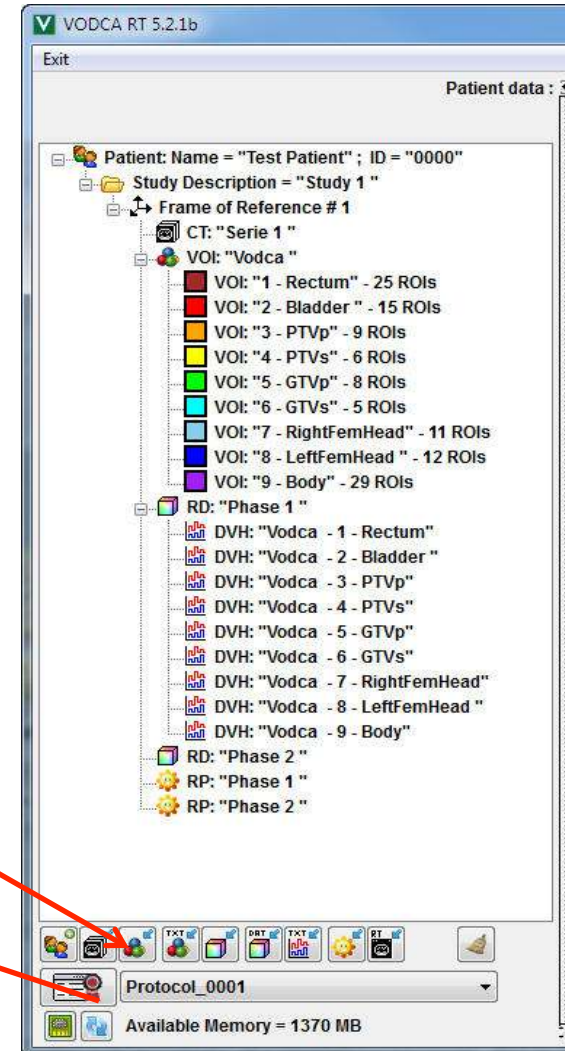 VODCA RT 5.2.1b
Exit
Patient data :
Patient: Name = "Test Patient" ; ID = "0000"
Study Description = "Study 1 "
Frame of Reference # 1
CT: "Serie 1 "
VOI: "Vodca "
VOI: "1 - Rectum" - 25 ROIs
VOI: "2 - Bladder " - 15 ROIs
VOI: "3 - PTVp" - 9 ROIs
VOI: "4 - PTVs" - 6 ROIs
VOI: "5 - GTVp" - 8 ROIs
VOI: "6 - GTVs" - 5 ROIs
VOI: "7 - RightFemHead" - 11 ROIs
VOI: "8 - LeftFemHead " - 12 ROIs
VOI: "9 - Body" - 29 ROIs
RD: "Phase 1 "
DVH: "Vodca  - 1 - Rectum"
DVH: "Vodca  - 2 - Bladder "
DVH: "Vodca  - 3 - PTVp"
DVH: "Vodca  - 4 - PTVs"
DVH: "Vodca  - 5 - GTVp"
DVH: "Vodca  - 6 - GTVs"
DVH: "Vodca  - 7 - RightFemHead"
DVH: "Vodca  - 8 - LeftFemHead "
DVH: "Vodca  - 9 - Body"
RD: "Phase 2 "
RP: "Phase 1 "
RP: "Phase 2 "
TXT DAT TXT RT
Protocol_0001
Available Memory = 1370 MB